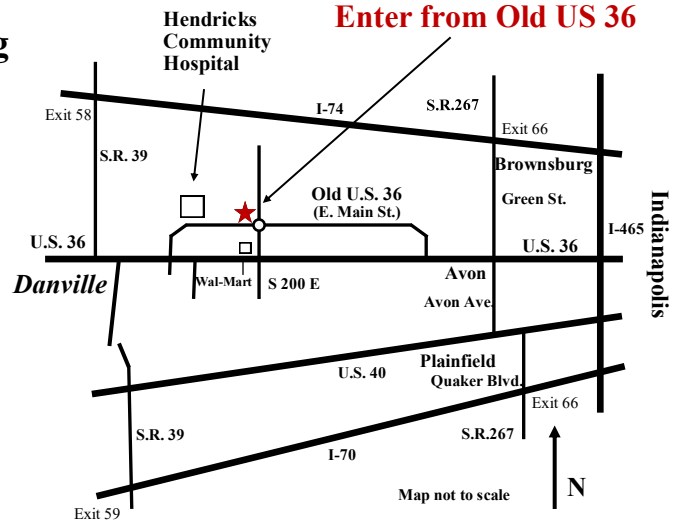 g
Hendricks
Community
Hospital
Enter from Old US 36
I-74
S.R.267
Exit 58
Exit 66
S.R. 39
Brownsburg
Old U.S. 36
(E. Main St.)
Green St.
I-465
Indianapolis
U.S. 36
U.S. 36
Danville
Wal-Mart
S 200 E
Avon
Avon Ave.
Plainfield
Quaker Blvd.
U.S. 40
Exit 66
S.R. 39
S.R.267
I-70
N
Map not to scale
Exit 59